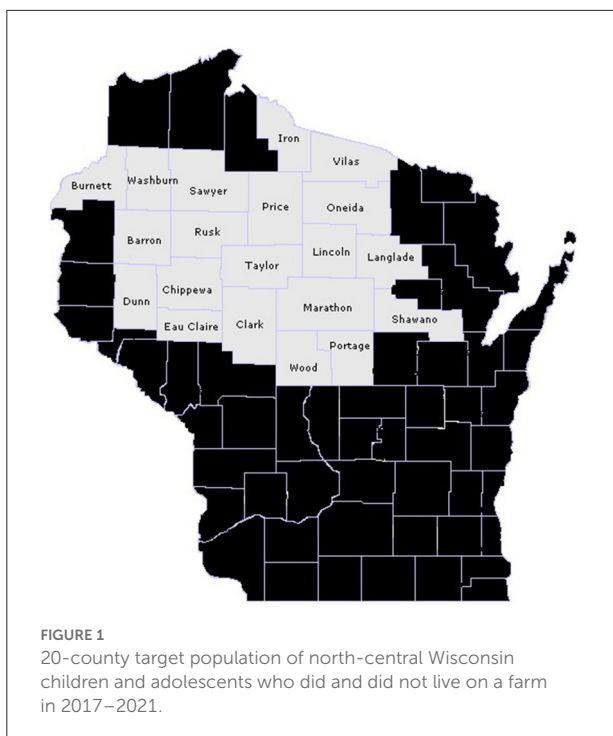 Iron
Vilas
Burnett
Washburn
Sawyer
Price
Oneida
Barron
Rusk
Lincoln
Langlade
Taylor
Dunn
Chippewa
Marathon
Eau Claire
Clark
Shawano
Portage
Wood
FIGURE 1
20-county target population of north-central Wisconsin
children and adolescents who did and did not live on a farm
in 2017–2021.